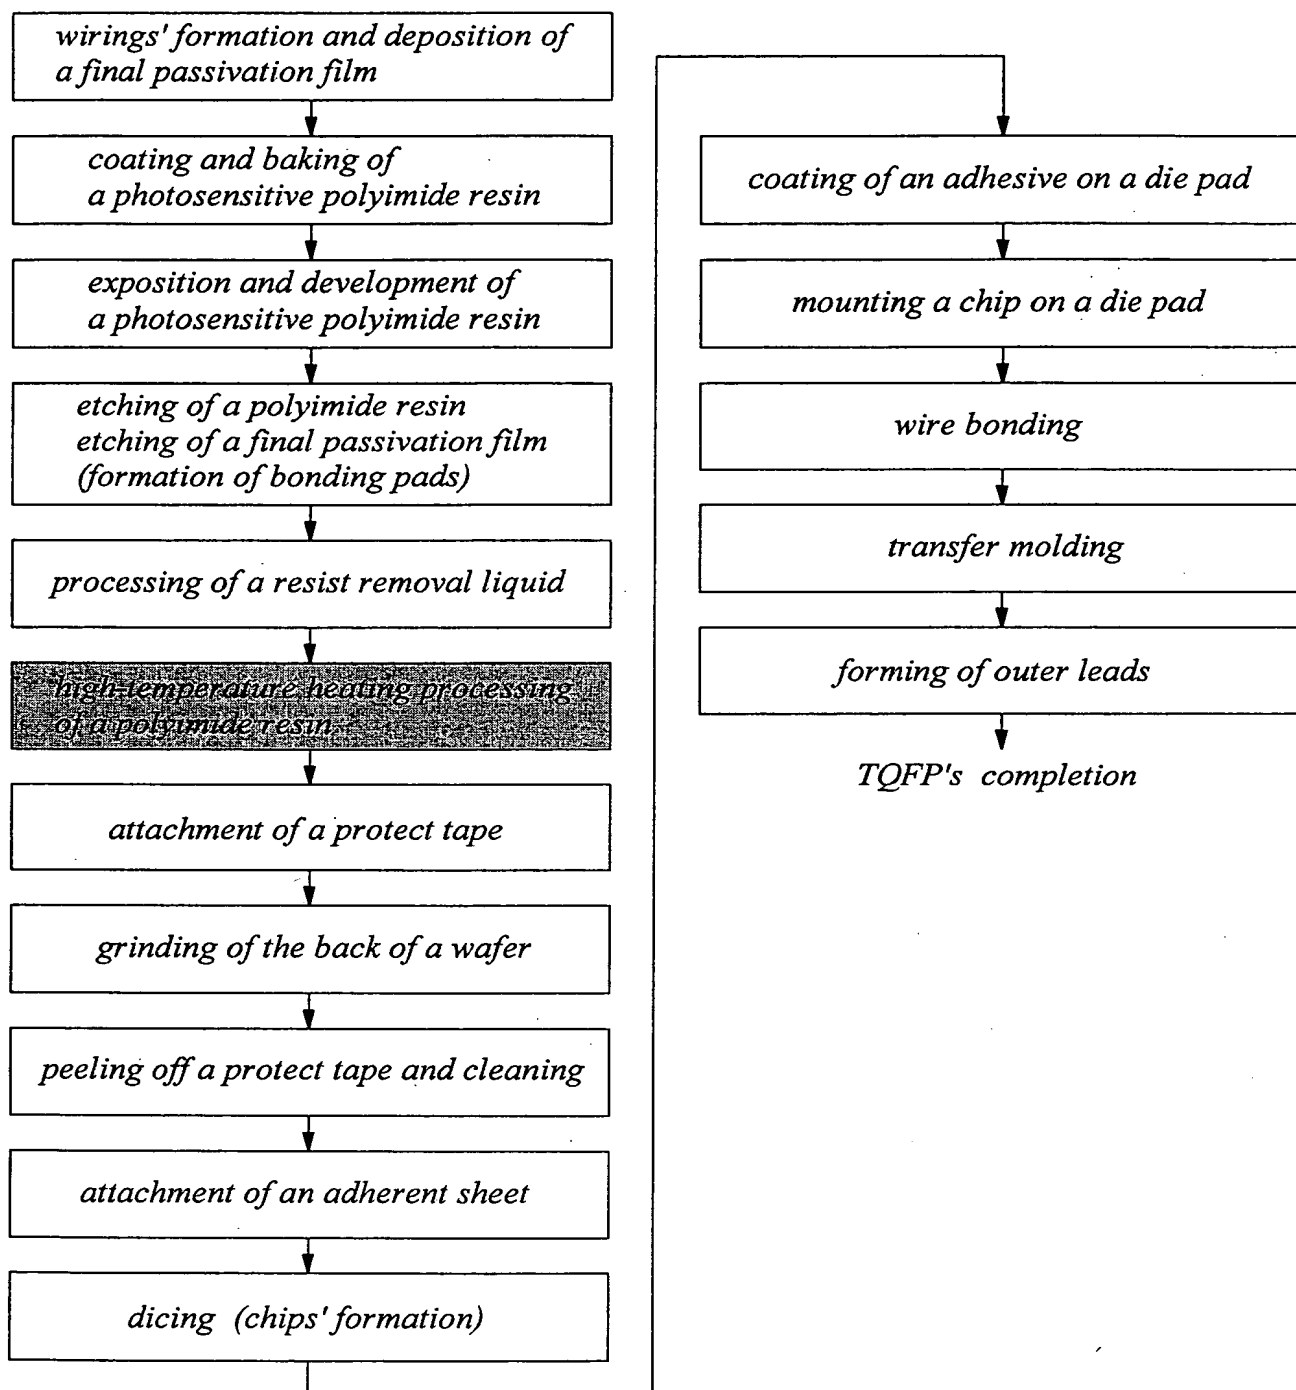 wirings' formation and deposition of
a final passivation film
coating and baking of
a photosensitive polyimide resin
exposition and development of
a photosensitive polyimide resin
etching of a polyimide resin
etching of a final passivation film
(formation of bonding pads)
processing of a resist removal liquid
high-temperature heating processing
of a polyimide resin
attachment of a protect tape
grinding of the back of a wafer
peeling off a protect tape and cleaning
attachment of an adherent sheet
dicing (chips' formation)
coating of an adhesive on a die pad
mounting a chip on a die pad
wire bonding
transfer molding
forming of outer leads
TQFP's completion